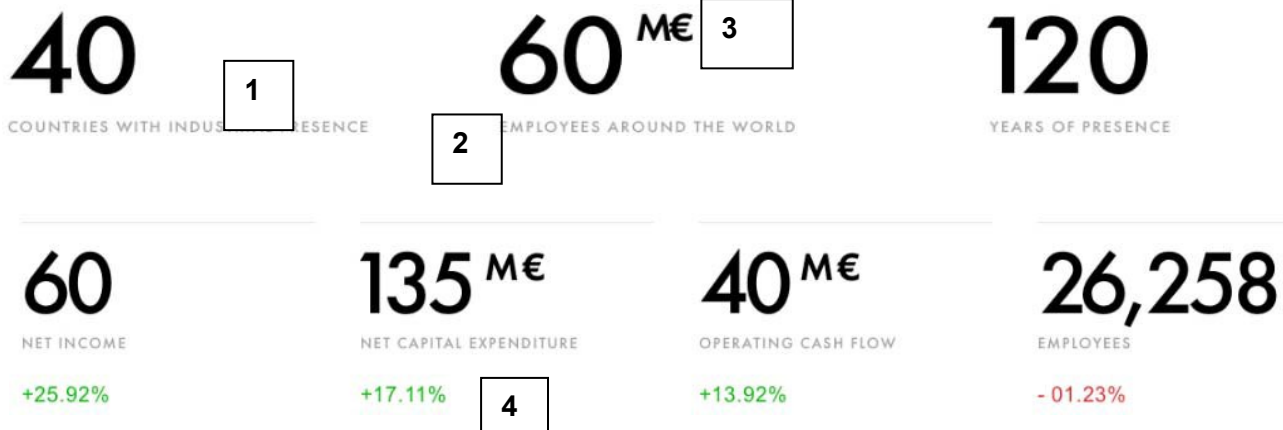 40
60 M€
3
120
1
COUNTRIES WITH PRESENCE
2
EMPLOYEES AROUND THE WORLD
YEARS OF PRESENCE
60
135 M€
40 M€
26,258
NET INCOME
NET CAPITAL EXPENDITURE
OPERATING CASH FLOW
EMPLOYEES
+25.92%
+17.11%
4
+13.92%
- 01.23%